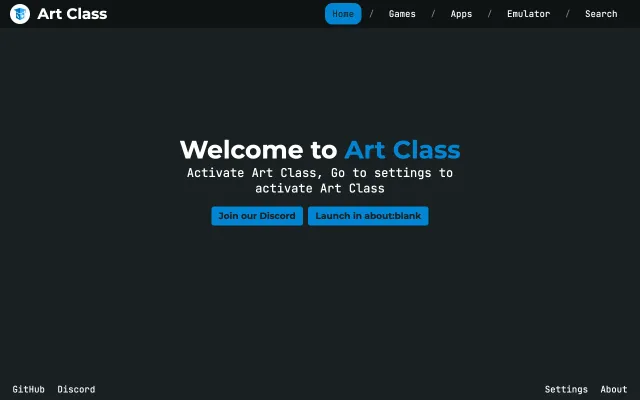 Art Class
Home / Games / Apps / Emulator / Search
Welcome to Art Class
Activate Art Class, Go to settings to
activate Art Class
Join our Discord Launch in about:blank
GitHub Discord Settings About